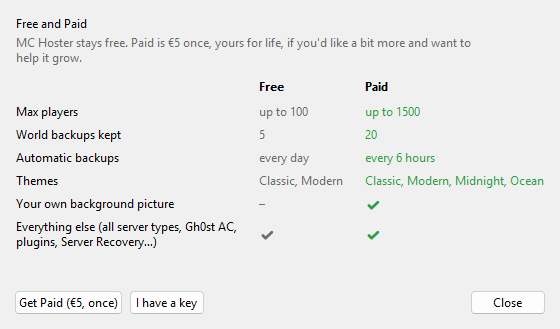 Free and Paid
MC Hoster stays free. Paid is €5 once, yours for life, if you'd like a bit more and want to
help it grow.
Free Paid
Max players up to 100 up to 1500
World backups kept 5 20
Automatic backups every day every 6 hours
Themes Classic, Modern Classic, Modern, Midnight, Ocean
Your own background picture – ✔
Everything else (all server types, Gh0st AC,
plugins, Server Recovery...) ✔ ✔
Get Paid (€5, once) I have a key Close